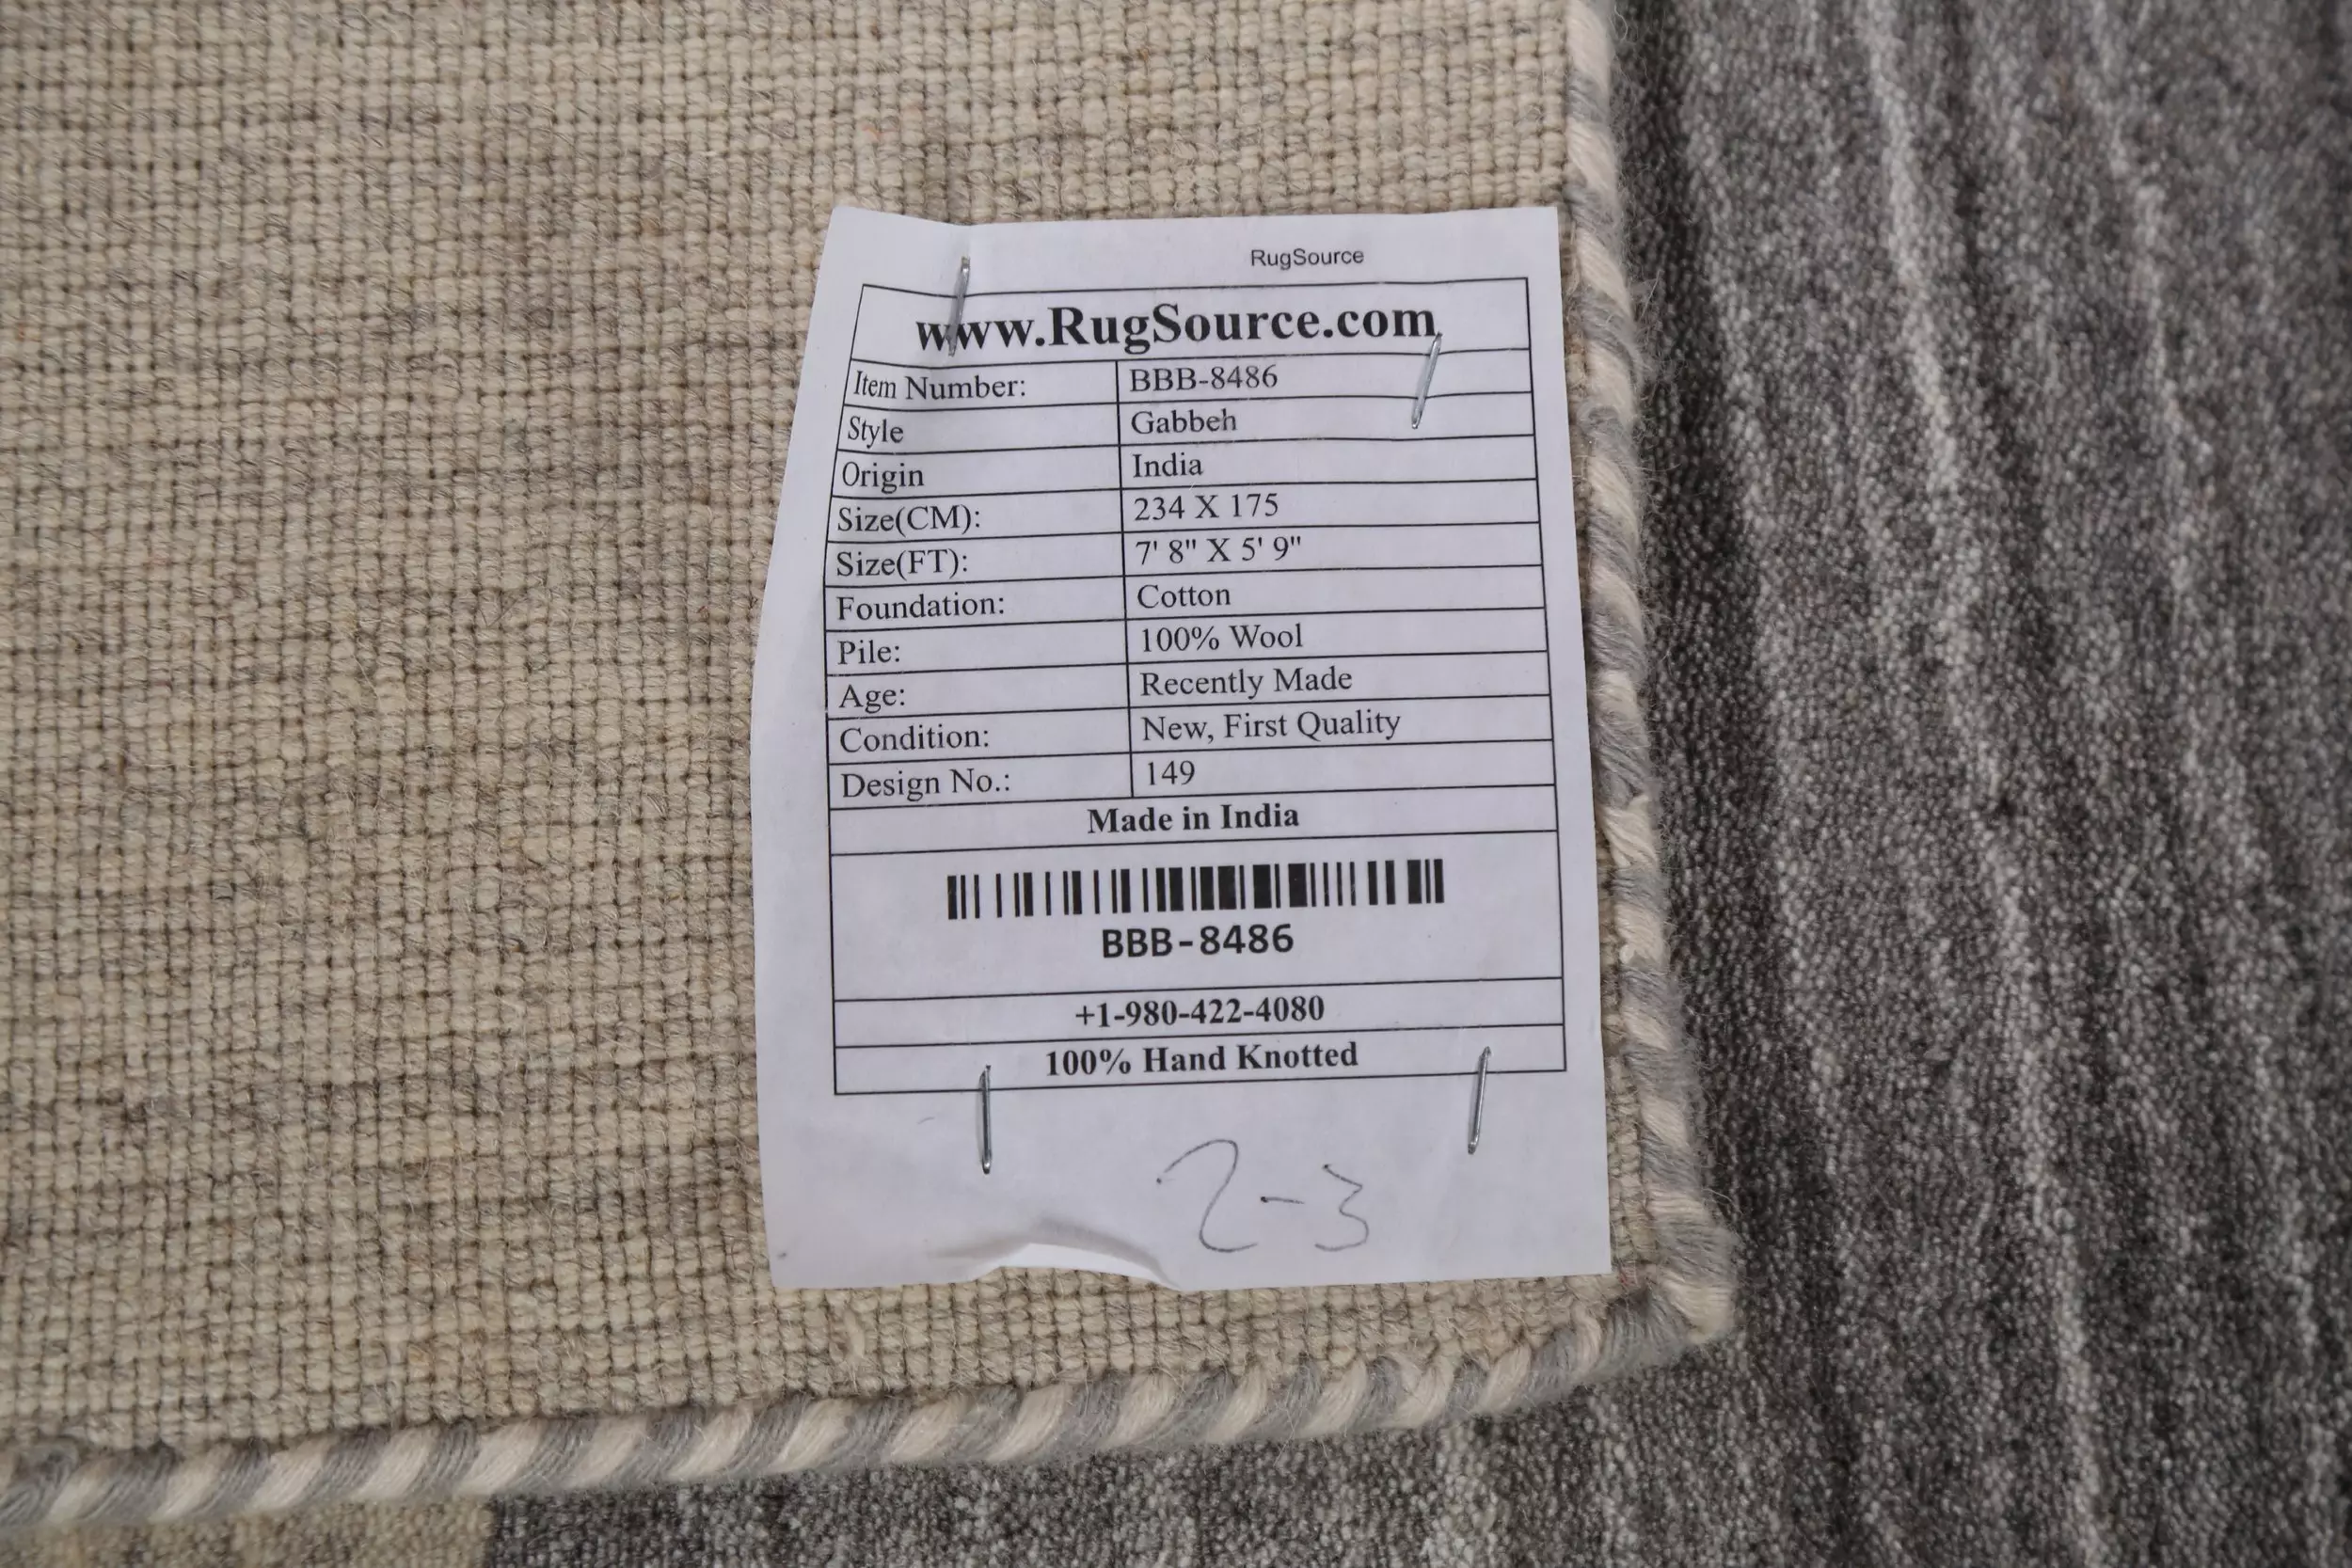 RugSource
www.RugSource.com
Item Number: BBB-8486
Style Gabbeh
Origin India
Size(CM): 234 X 175
Size(FT): 7' 8" X 5' 9"
Foundation: Cotton
Pile: 100% Wool
Age: Recently Made
Condition: New, First Quality
Design No.: 149
Made in India
BBB-8486
+1-980-422-4080
100% Hand Knotted
2-3